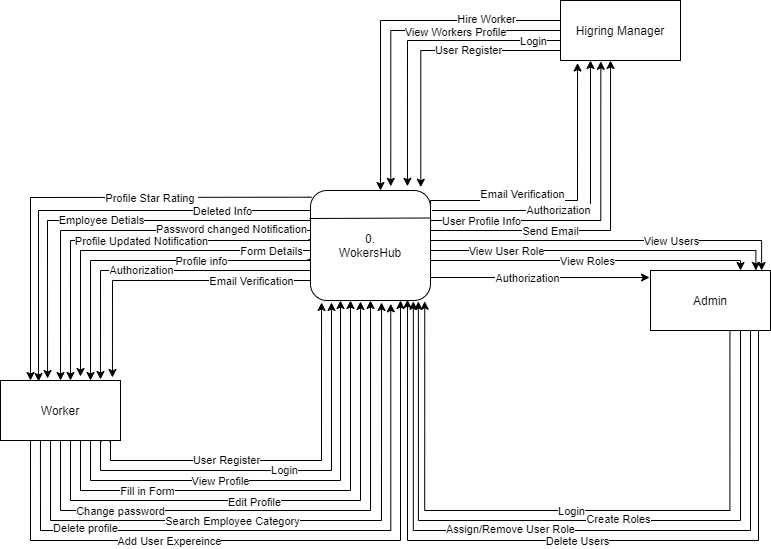 Hire Worker
View Workers Profile
Login
User Register
Higring Manager
Email Verification
Authorization
User Profile Info
Send Email
Profile Star Rating
Deleted Info
Employee Detials
Password changed Notification
Profile Updated Notification
Form Details
Profile info
Authorization
Email Verification
0.
WokersHub
View Users
View User Role
View Roles
Authorization
Admin
Worker
User Register
Login
View Profile
Fill in Form
Edit Profile
Change password
Search Employee Category
Delete profile
Add User Expereince
Login
Create Roles
Assign/Remove User Role
Delete Users